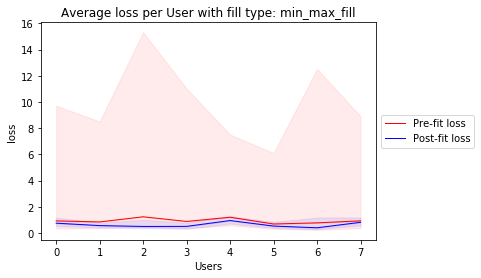 Average loss per User with fill type: min_max_fill
16
14
12
10
8
6
4
2
0
loss
Pre-fit loss
Post-fit loss
0 1 2 3 4 5 6 7
Users